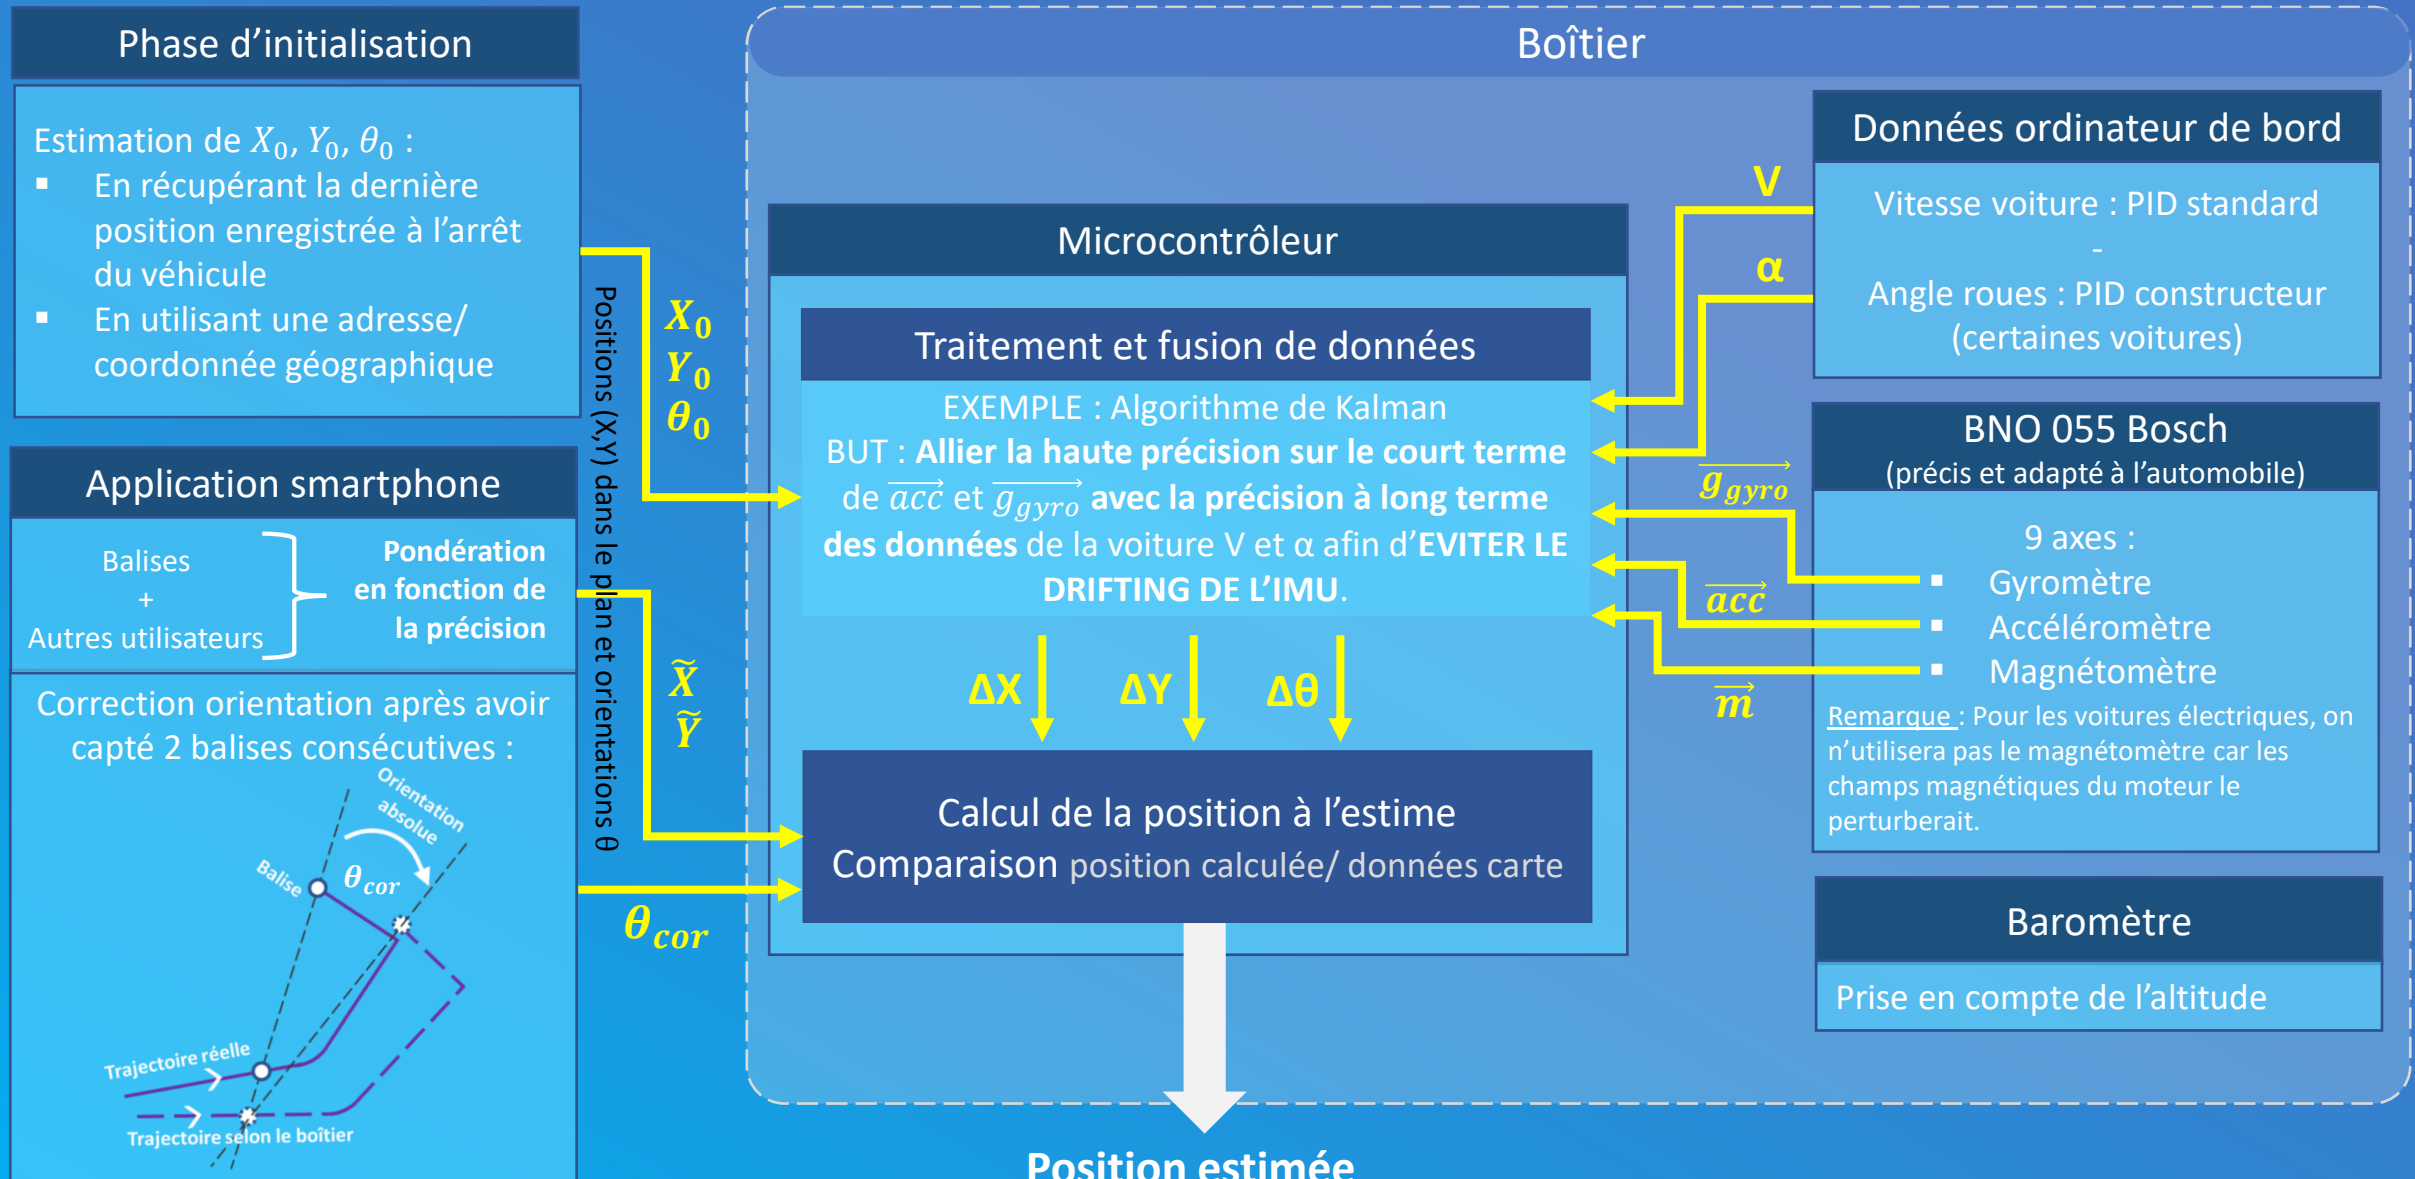 Phase d'initialisation
Estimation de X₀, Y₀, θ₀ :
▪ En récupérant la dernière
position enregistrée à l'arrêt
du véhicule
▪ En utilisant une adresse/
coordonnée géographique
Application smartphone
Balises
+
Autres utilisateurs
Pondération
en fonction de
la précision
Correction orientation après avoir
capté 2 balises consécutives :
Orientation
absolue
Balise
θcor
Trajectoire réelle
Trajectoire selon le boîtier
Positions (X,Y) dans le plan et orientations θ
X₀
Y₀
θ₀
X̃
Ỹ
θcor
Boîtier
Microcontrôleur
Traitement et fusion de données
EXEMPLE : Algorithme de Kalman
BUT : Allier la haute précision sur le court terme
de acc⃗ et g_gyro⃗ avec la précision à long terme
des données de la voiture V et α afin d'EVITER LE
DRIFTING DE L'IMU.
ΔX ΔY Δθ
Calcul de la position à l'estime
Comparaison position calculée/ données carte
Position estimée
V
α
g_gyro⃗
acc⃗
m⃗
Données ordinateur de bord
Vitesse voiture : PID standard
-
Angle roues : PID constructeur
(certaines voitures)
BNO 055 Bosch
(précis et adapté à l'automobile)
9 axes :
▪ Gyromètre
▪ Accéléromètre
▪ Magnétomètre
Remarque : Pour les voitures électriques, on
n'utilisera pas le magnétomètre car les
champs magnétiques du moteur le
perturberait.
Baromètre
Prise en compte de l'altitude